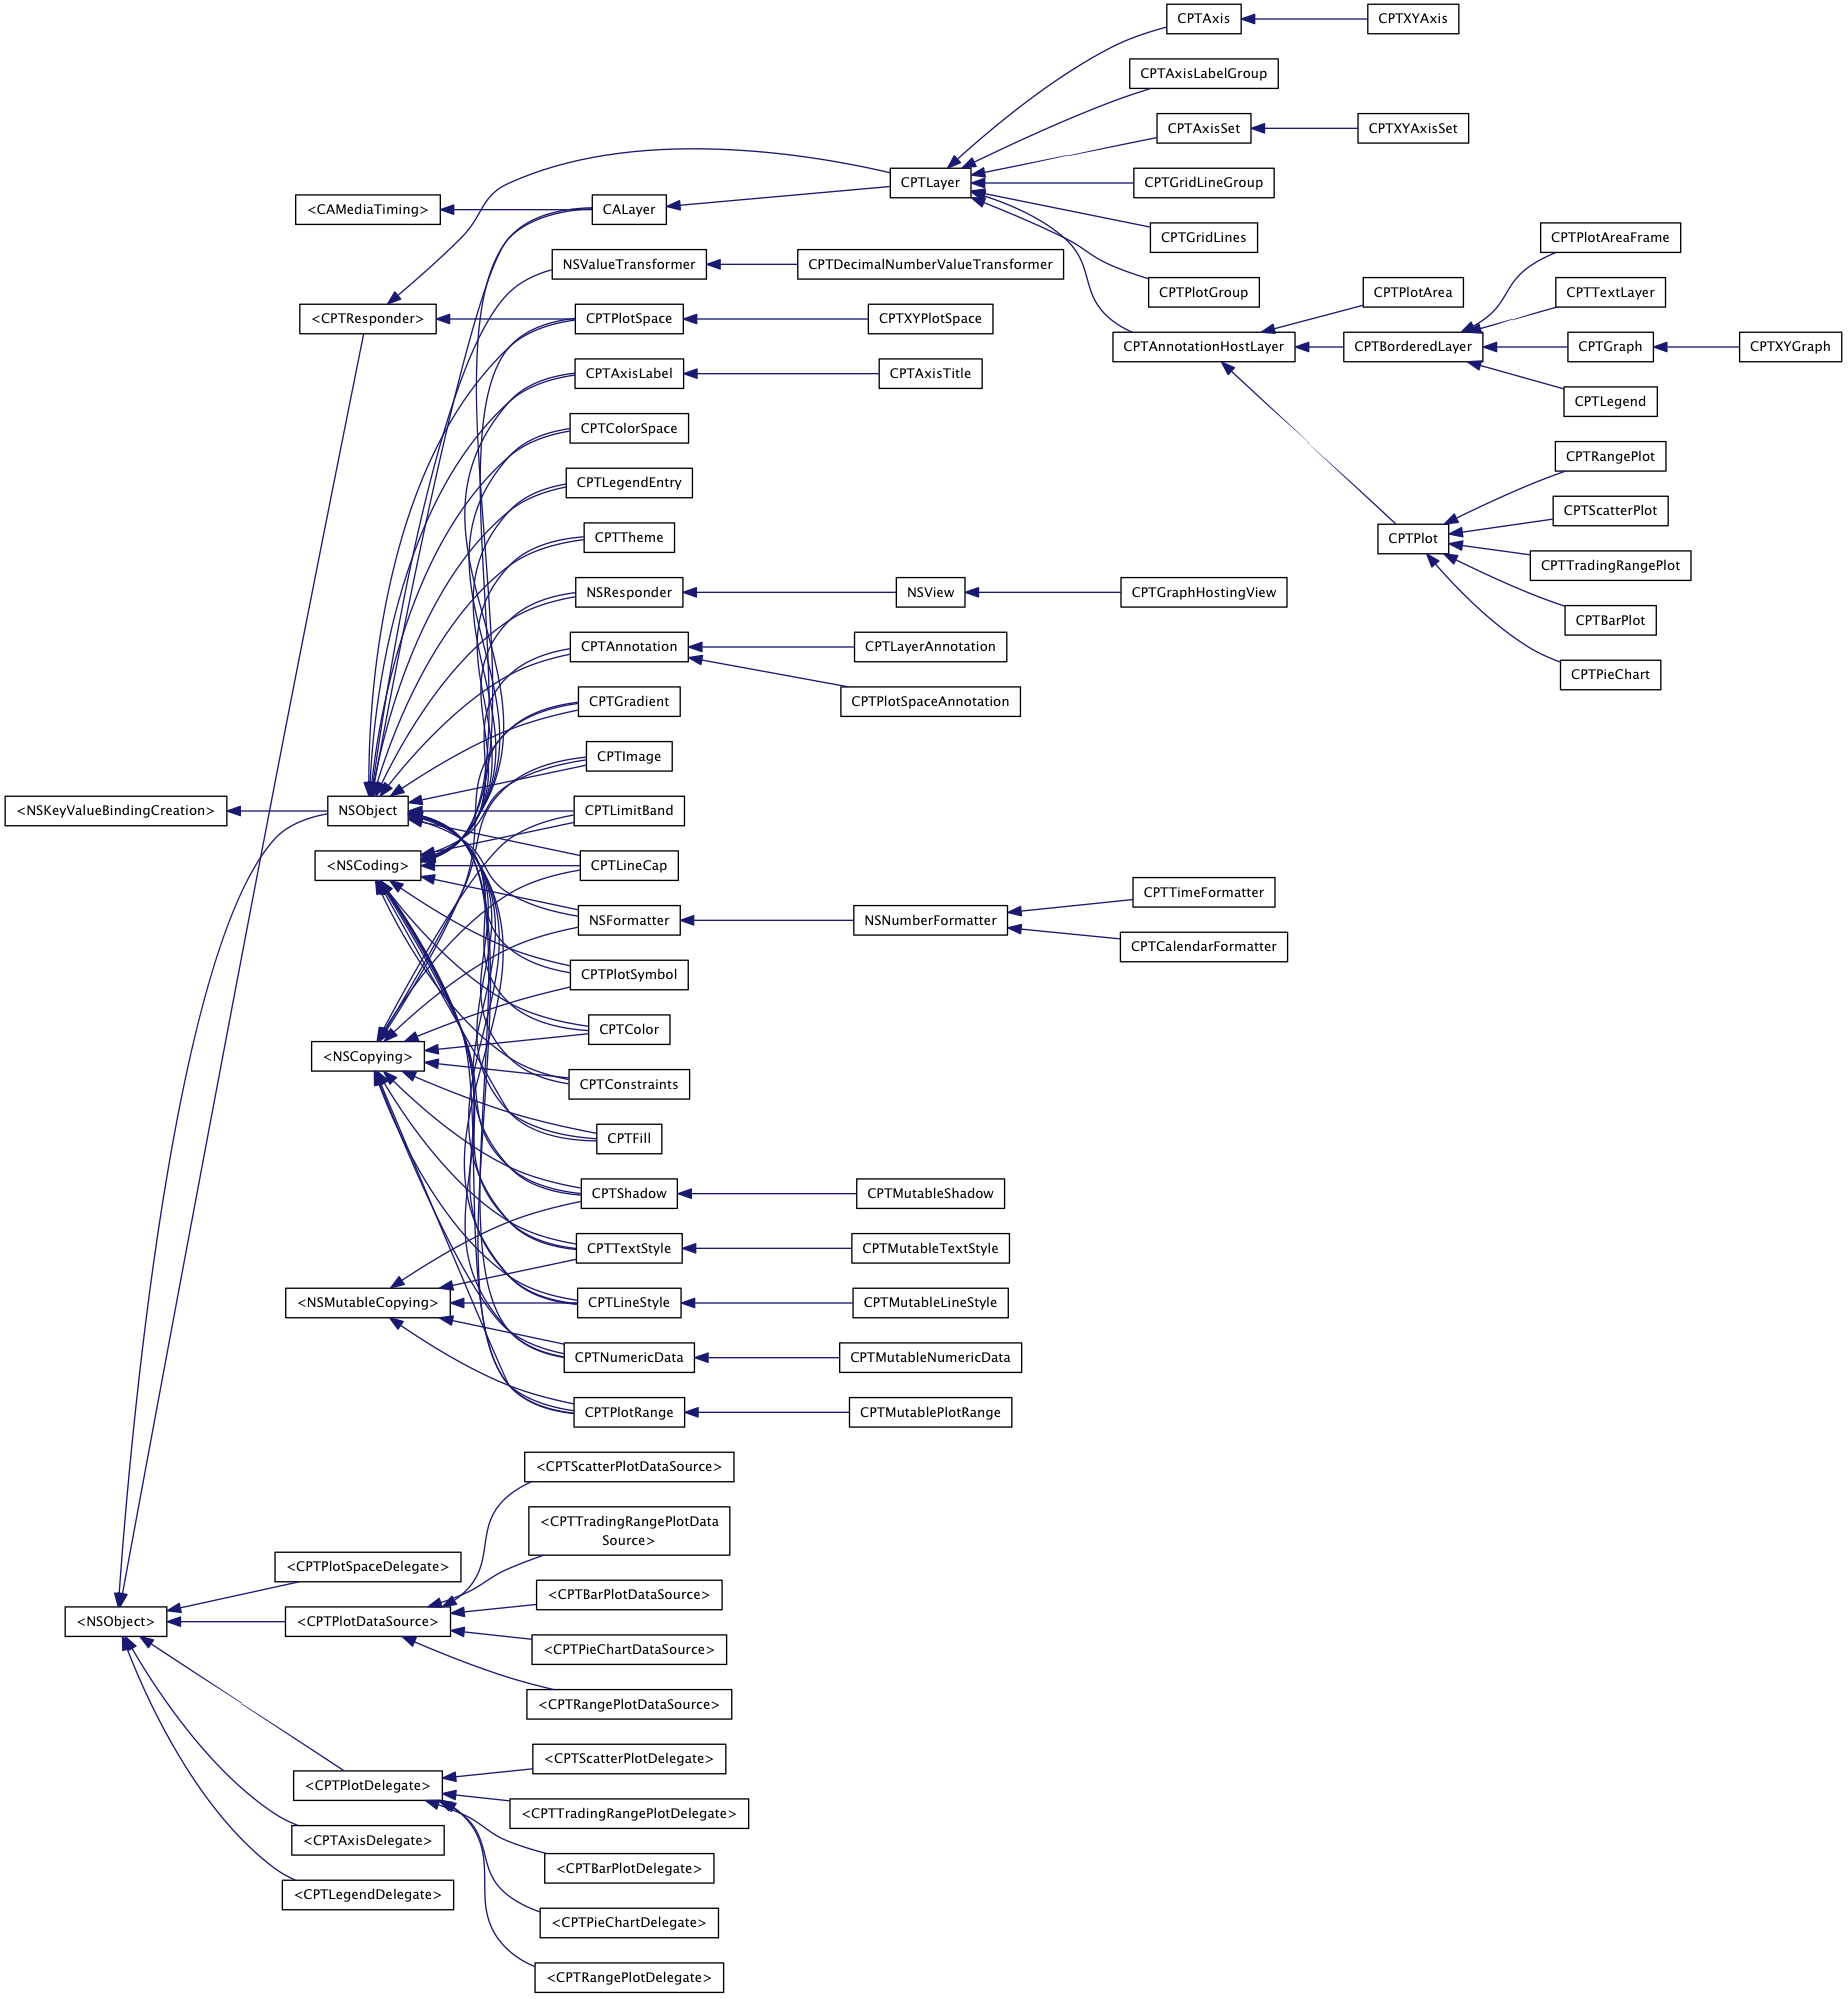 CPTAxis
CPTXYAxis
CPTAxisLabelGroup
CPTAxisSet
CPTXYAxisSet
CPTLayer
CPTGridLineGroup
<CAMediaTiming>
CALayer
CPTGridLines
CPTPlotAreaFrame
NSValueTransformer
CPTDecimalNumberValueTransformer
CPTPlotGroup
CPTPlotArea
CPTTextLayer
<CPTResponder>
CPTPlotSpace
CPTXYPlotSpace
CPTAnnotationHostLayer
CPTBorderedLayer
CPTGraph
CPTXYGraph
CPTAxisLabel
CPTAxisTitle
CPTLegend
CPTColorSpace
CPTRangePlot
CPTLegendEntry
CPTScatterPlot
CPTTheme
CPTPlot
CPTTradingRangePlot
NSResponder
NSView
CPTGraphHostingView
CPTBarPlot
CPTAnnotation
CPTLayerAnnotation
CPTPieChart
CPTGradient
CPTPlotSpaceAnnotation
CPTImage
<NSKeyValueBindingCreation>
NSObject
CPTLimitBand
<NSCoding>
CPTLineCap
CPTTimeFormatter
NSFormatter
NSNumberFormatter
CPTCalendarFormatter
CPTPlotSymbol
CPTColor
<NSCopying>
CPTConstraints
CPTFill
CPTShadow
CPTMutableShadow
CPTTextStyle
CPTMutableTextStyle
<NSMutableCopying>
CPTLineStyle
CPTMutableLineStyle
CPTNumericData
CPTMutableNumericData
CPTPlotRange
CPTMutablePlotRange
<CPTScatterPlotDataSource>
<CPTTradingRangePlotData
Source>
<CPTPlotSpaceDelegate>
<CPTBarPlotDataSource>
<NSObject>
<CPTPlotDataSource>
<CPTPieChartDataSource>
<CPTRangePlotDataSource>
<CPTScatterPlotDelegate>
<CPTPlotDelegate>
<CPTTradingRangePlotDelegate>
<CPTAxisDelegate>
<CPTBarPlotDelegate>
<CPTLegendDelegate>
<CPTPieChartDelegate>
<CPTRangePlotDelegate>